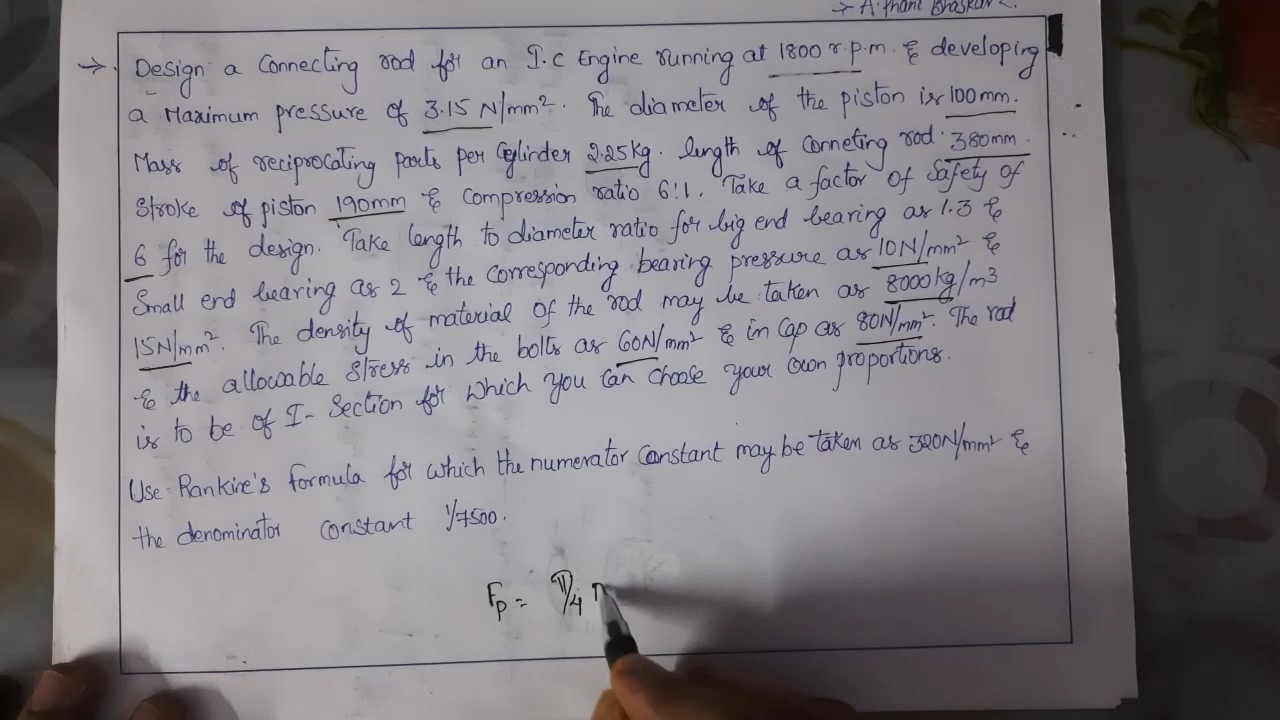 → A. Phani Bhaskar
→. Design a Connecting rod for an I.C Engine running at 1800 r.p.m. & developing
a Maximum pressure of 3.15 N/mm². The diameter of the piston is 100mm.
Mass of reciprocating parts per Cylinder 2.25kg. length of Conneting rod 380mm.
Stroke of piston 190mm & Compression ratio 6:1. Take a factor of Safety of
6 for the design. Take length to diameter ratio for big end bearing as 1.3 &
Small end bearing as 2 & the corresponding bearing pressure as 10N/mm² &
15N/mm². The density of material of the rod may be taken as 8000kg/m3
& the allowable stress in the bolts as 60N/mm² & in Cap as 80N/mm². The rod
is to be of I- Section for which you Can choose your own proportions.
Use Rankine's formula for which the numerator Constant may be taken as 320N/mm² &
the denominator constant 1/7500.
Fp = π/4